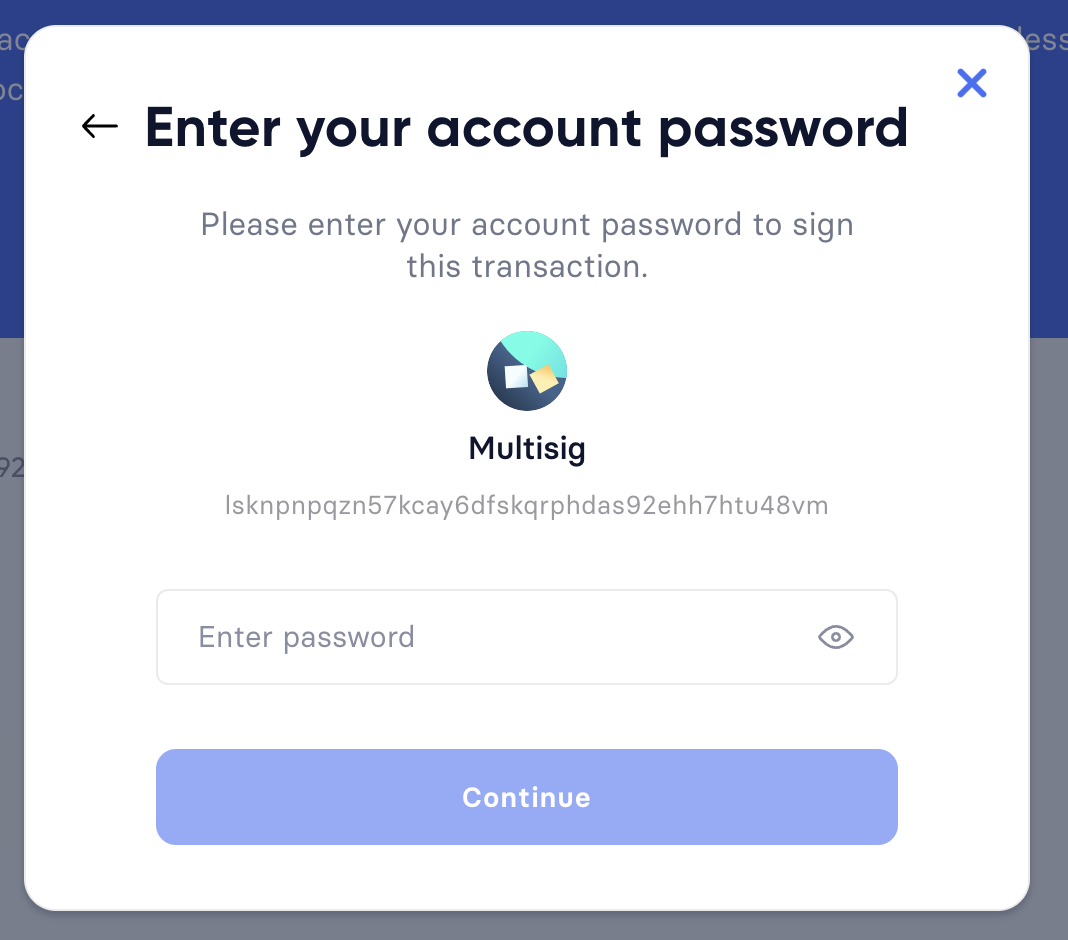 Enter your account password
Please enter your account password to sign
this transaction.
Multisig
lsknpnpqzn57kcay6dfskqrphdas92ehh7htu48vm
Enter password
Continue